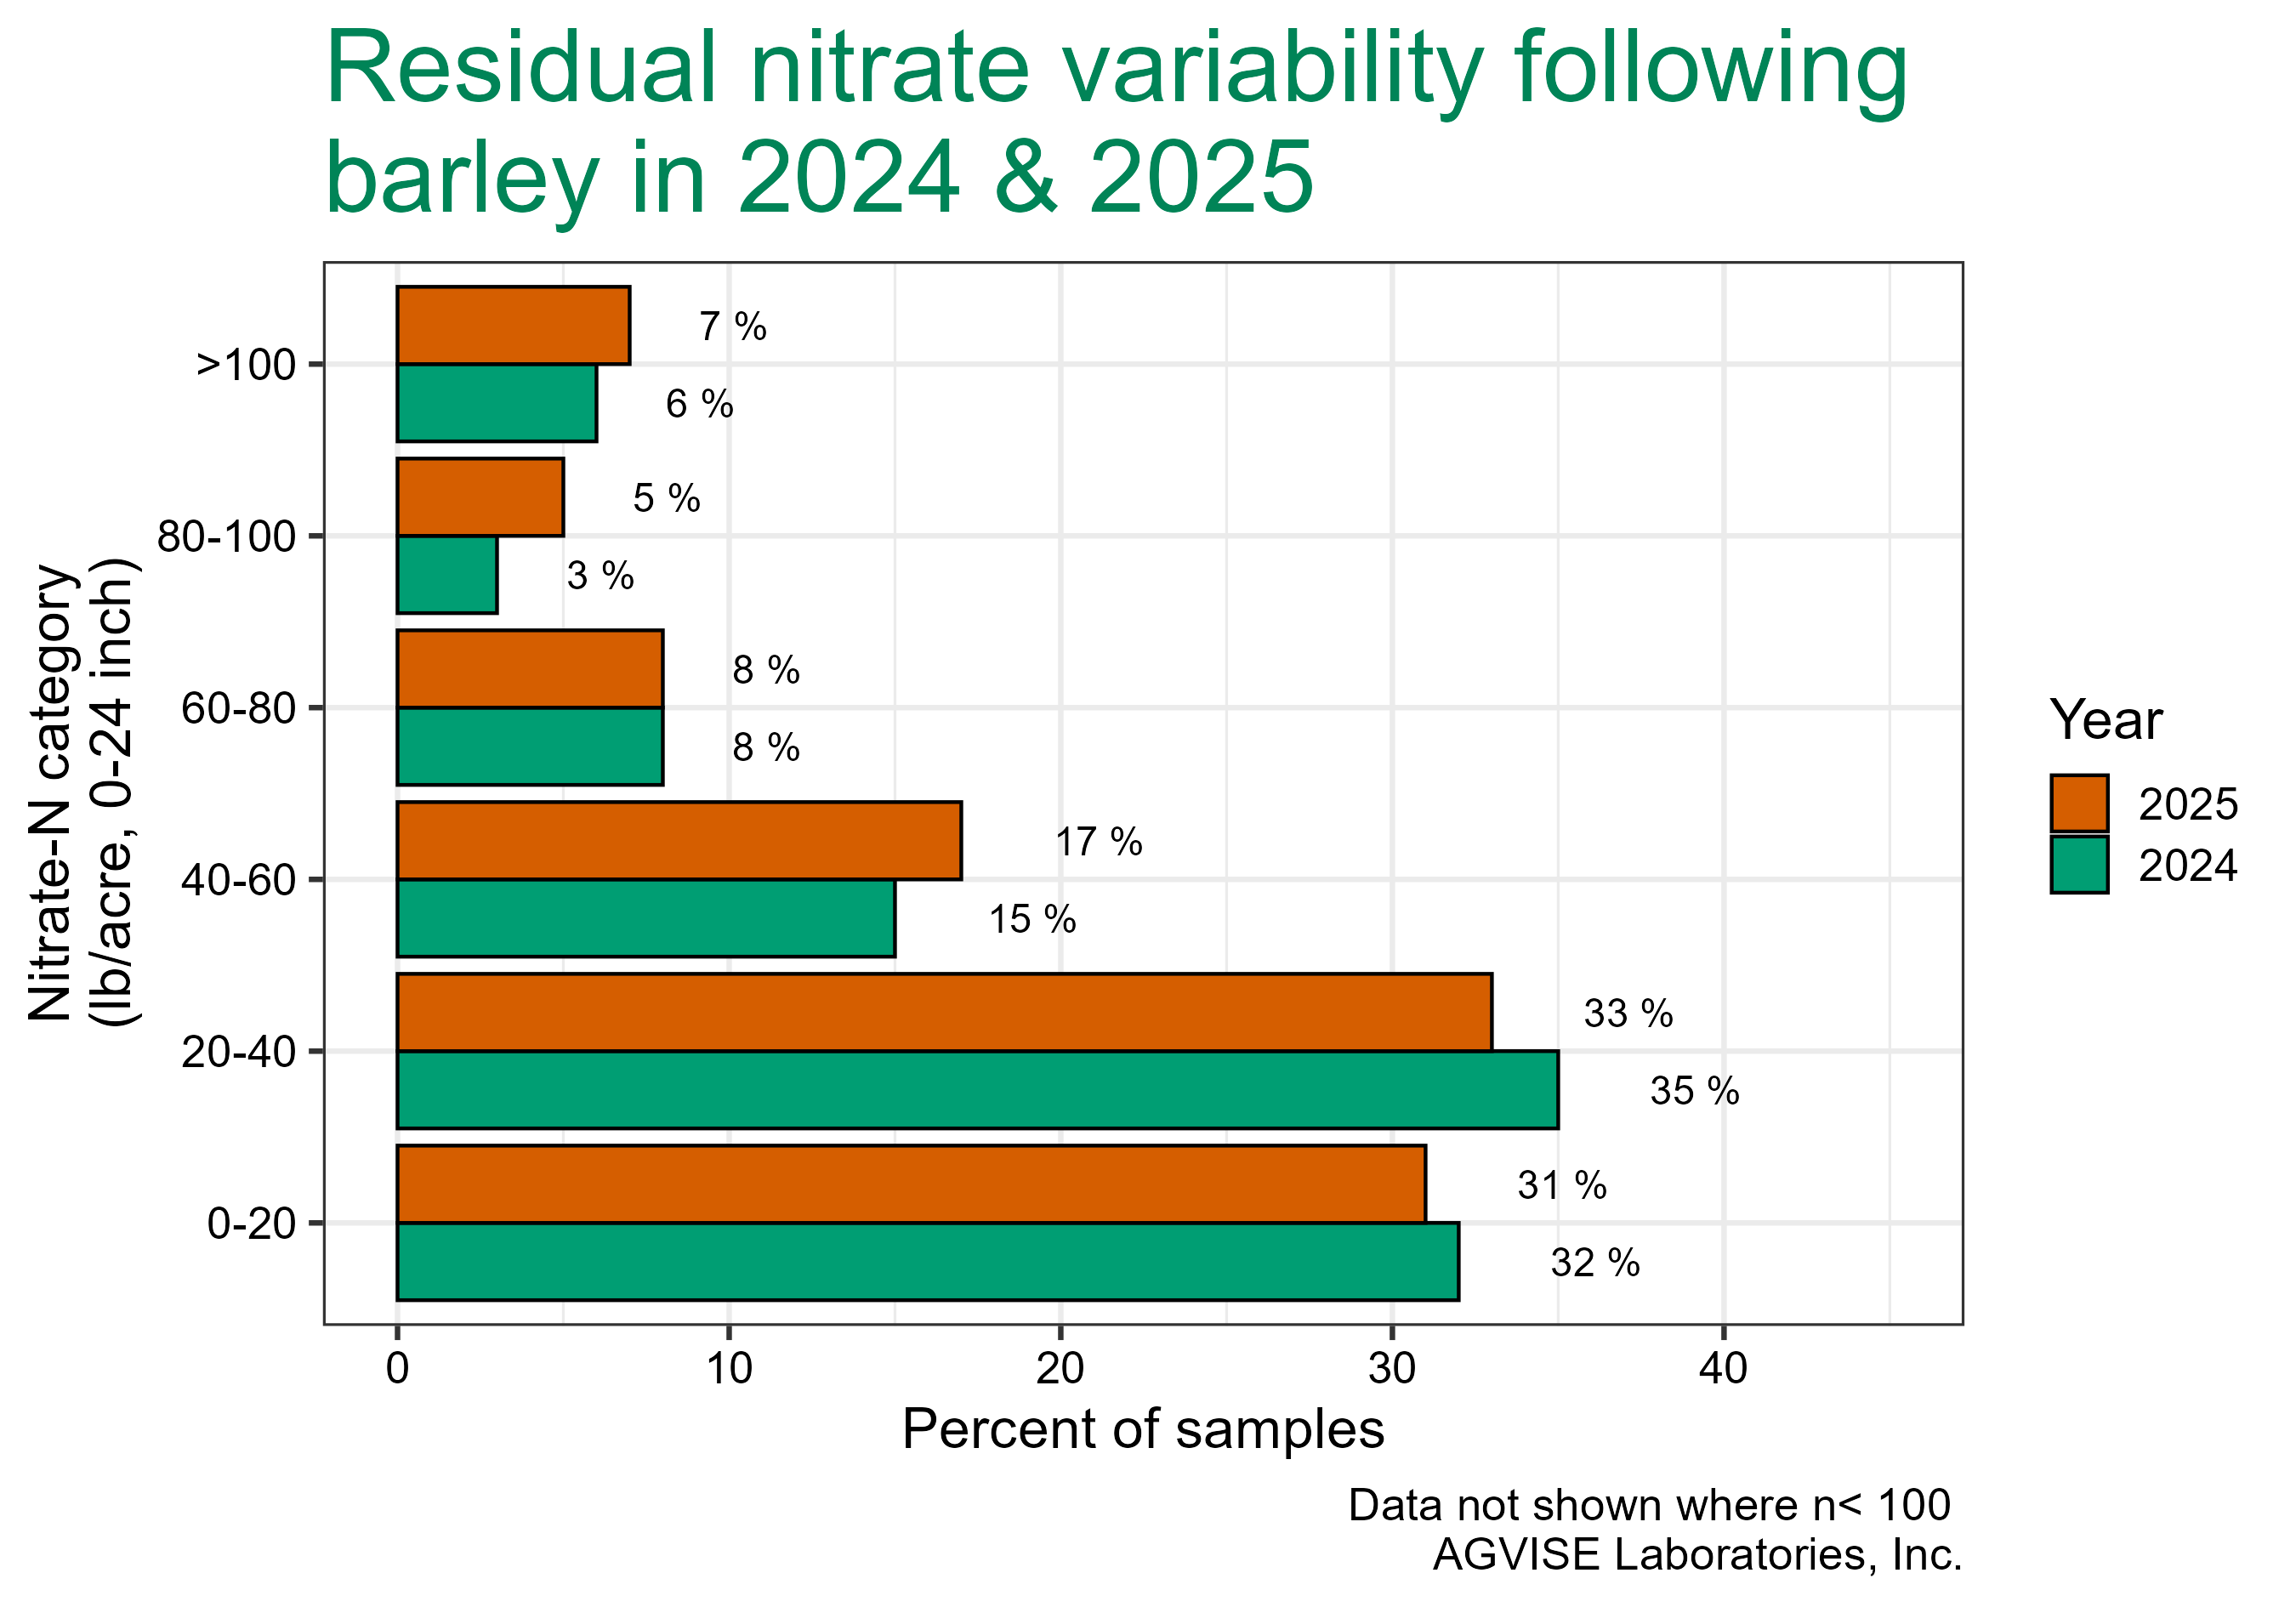 Residual nitrate variability following
barley in 2024 & 2025
Nitrate-N category
(lb/acre, 0-24 inch)
>100
7 %
6 %
80-100
5 %
3 %
60-80
8 %
8 %
40-60
17 %
15 %
20-40
33 %
35 %
0-20
31 %
32 %
0 10 20 30 40
Percent of samples
Year
2025
2024
Data not shown where n< 100
AGVISE Laboratories, Inc.